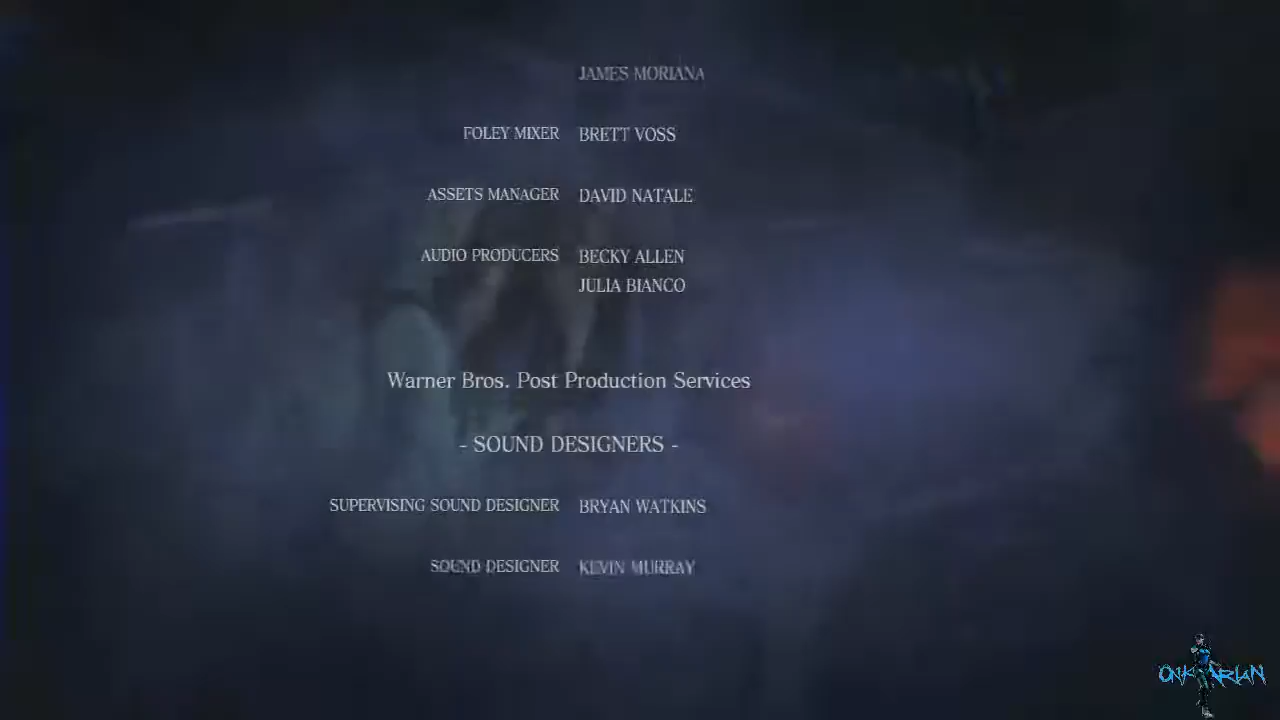 JAMES MORIANA
FOLEY MIXER BRETT VOSS
ASSETS MANAGER DAVID NATALE
AUDIO PRODUCERS BECKY ALLEN
JULIA BIANCO
Warner Bros. Post Production Services
- SOUND DESIGNERS -
SUPERVISING SOUND DESIGNER BRYAN WATKINS
SOUND DESIGNER KEVIN MURRAY